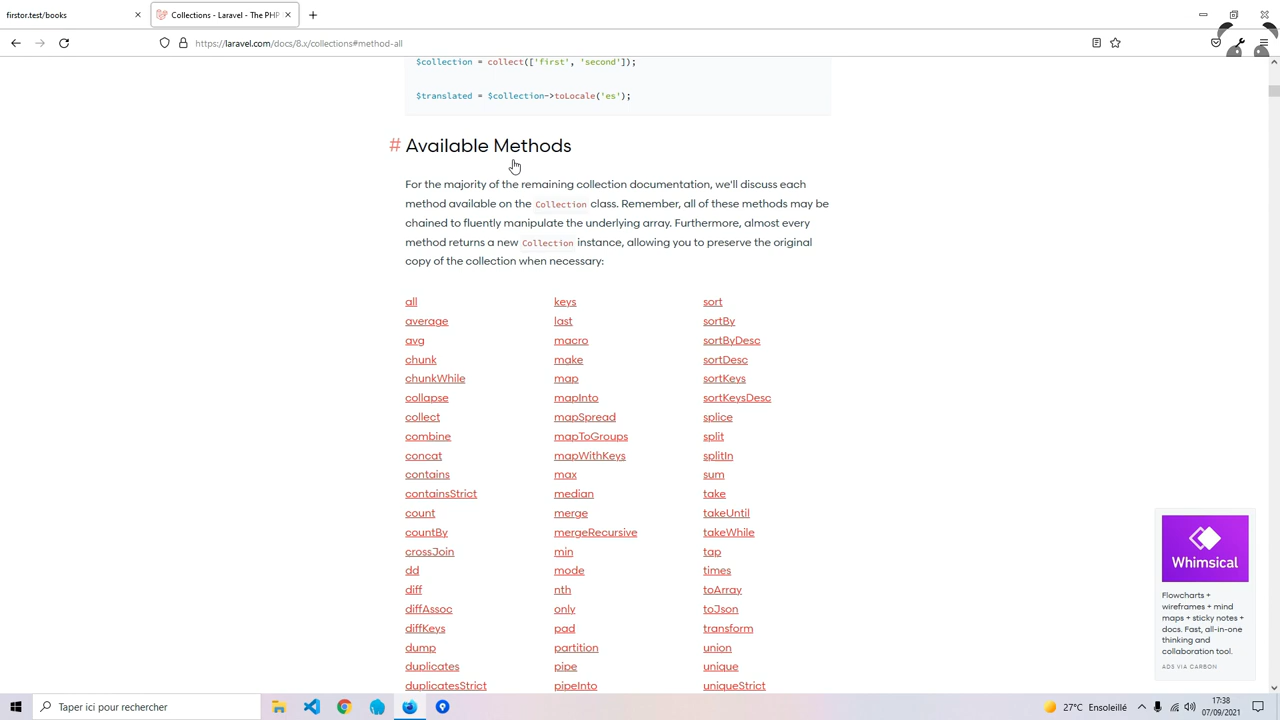 firstor.test/books
Collections - Laravel - The PHP
https://laravel.com/docs/8.x/collections#method-all
$collection = collect(['first', 'second']);
$translated = $collection->toLocale('es');
# Available Methods
For the majority of the remaining collection documentation, we'll discuss each
method available on the Collection class. Remember, all of these methods may be
chained to fluently manipulate the underlying array. Furthermore, almost every
method returns a new Collection instance, allowing you to preserve the original
copy of the collection when necessary:
all
average
avg
chunk
chunkWhile
collapse
collect
combine
concat
contains
containsStrict
count
countBy
crossJoin
dd
diff
diffAssoc
diffKeys
dump
duplicates
duplicatesStrict
keys
last
macro
make
map
mapInto
mapSpread
mapToGroups
mapWithKeys
max
median
merge
mergeRecursive
min
mode
nth
only
pad
partition
pipe
pipeInto
sort
sortBy
sortByDesc
sortDesc
sortKeys
sortKeysDesc
splice
split
splitIn
sum
take
takeUntil
takeWhile
tap
times
toArray
toJson
transform
union
unique
uniqueStrict
Whimsical
Flowcharts +
wireframes + mind
maps + sticky notes +
docs. Fast, all-in-one
thinking and
collaboration tool.
ADS VIA CARBON
Taper ici pour rechercher
27°C Ensoleillé
17:38
07/09/2021